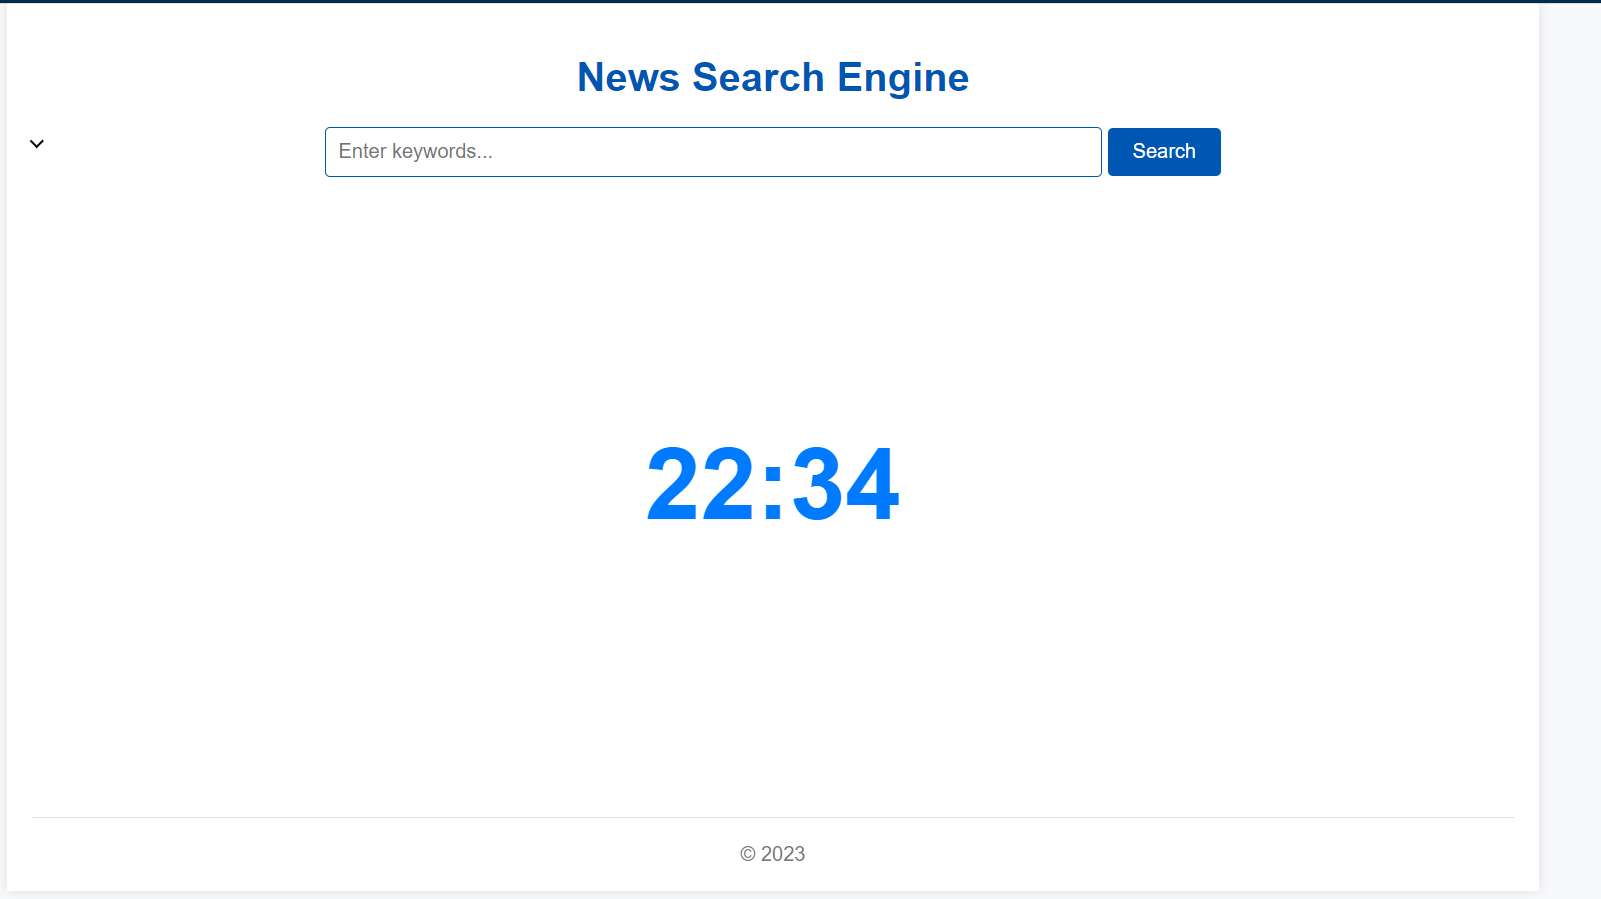 News Search Engine
Enter keywords...
Search
22:34
© 2023